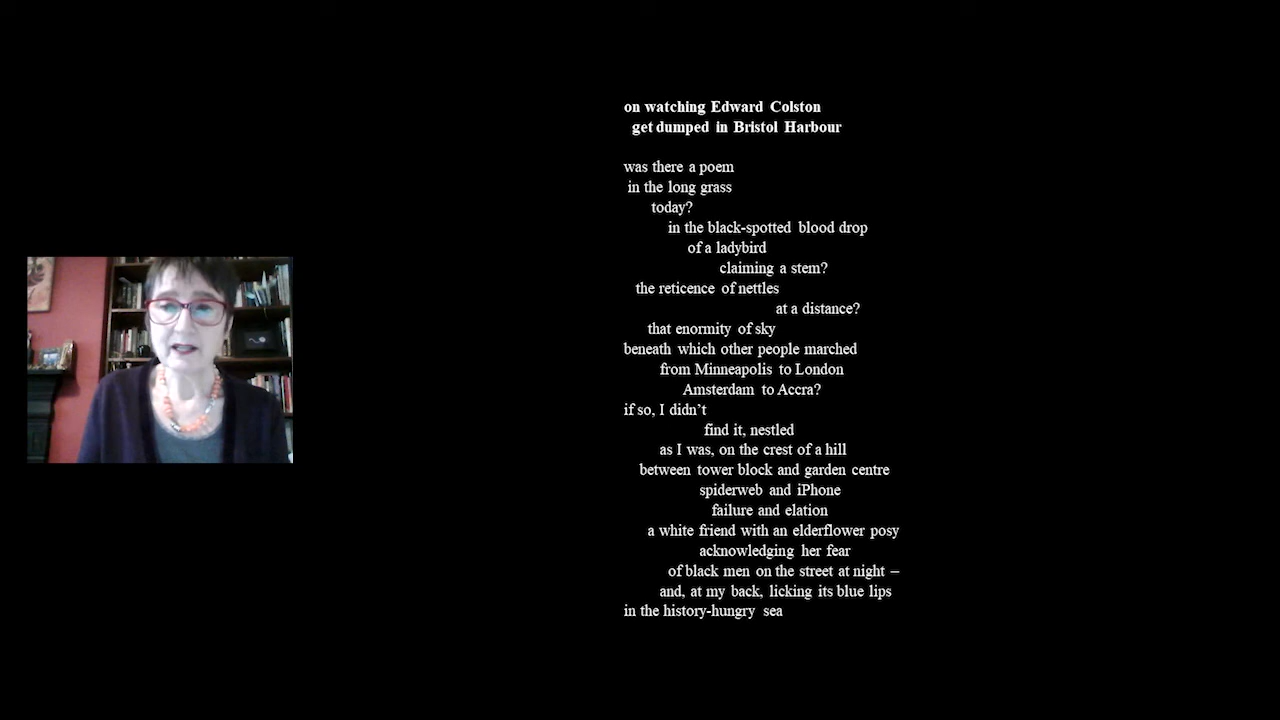 on watching Edward Colston
get dumped in Bristol Harbour
was there a poem
in the long grass
today?
in the black-spotted blood drop
of a ladybird
claiming a stem?
the reticence of nettles
at a distance?
that enormity of sky
beneath which other people marched
from Minneapolis to London
Amsterdam to Accra?
if so, I didn’t
find it, nestled
as I was, on the crest of a hill
between tower block and garden centre
spiderweb and iPhone
failure and elation
a white friend with an elderflower posy
acknowledging her fear
of black men on the street at night –
and, at my back, licking its blue lips
in the history-hungry sea